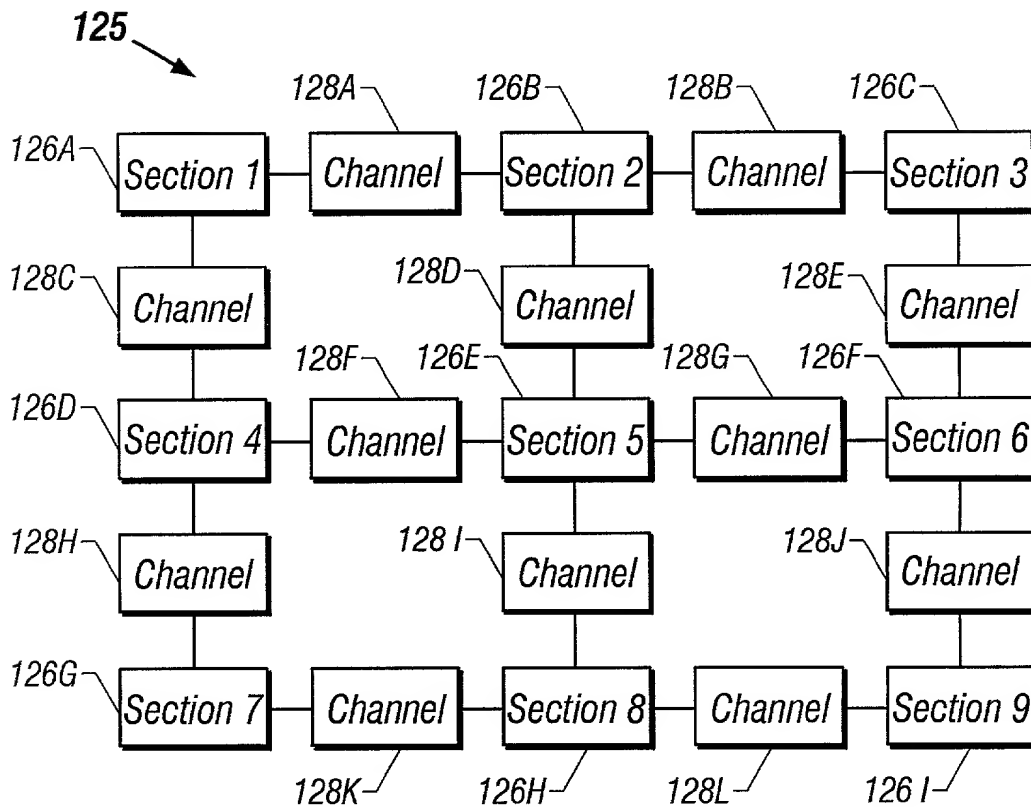 125
128A 126B 128B 126C
126A Section 1 Channel Section 2 Channel Section 3
128C Channel 128D Channel 128E Channel
128F 126E 128G 126F
126D Section 4 Channel Section 5 Channel Section 6
128H Channel 128 I Channel 128J Channel
126G Section 7 Channel Section 8 Channel Section 9
128K 126H 128L 126 I